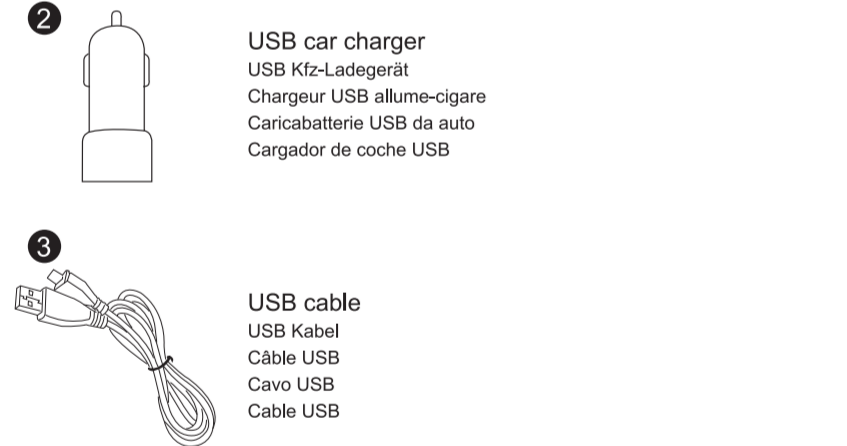 2
USB car charger
USB Kfz-Ladegerät
Chargeur USB allume-cigare
Caricabatterie USB da auto
Cargador de coche USB
3
USB cable
USB Kabel
Câble USB
Cavo USB
Cable USB